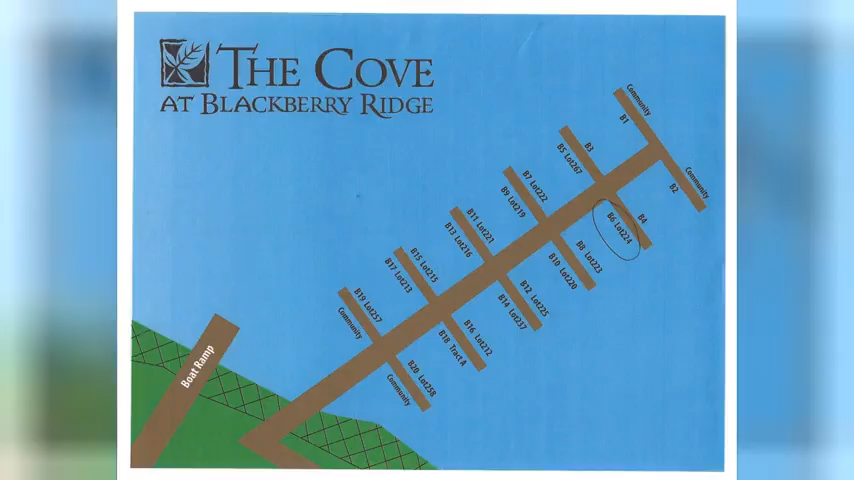 THE COVE
AT BLACKBERRY RIDGE
Community
B1
Community
B2
B3
B5 Lot267
B4
B6 Lot224
B7 Lot222
B9 Lot219
B8 Lot223
B10 Lot220
B11 Lot221
B13 Lot216
B12 Lot225
B14 Lot237
B15 Lot215
B17 Lot213
B16 Lot212
B18 Tract A
B19 Lot257
Community
B20 Lot258
Community
Boat Ramp